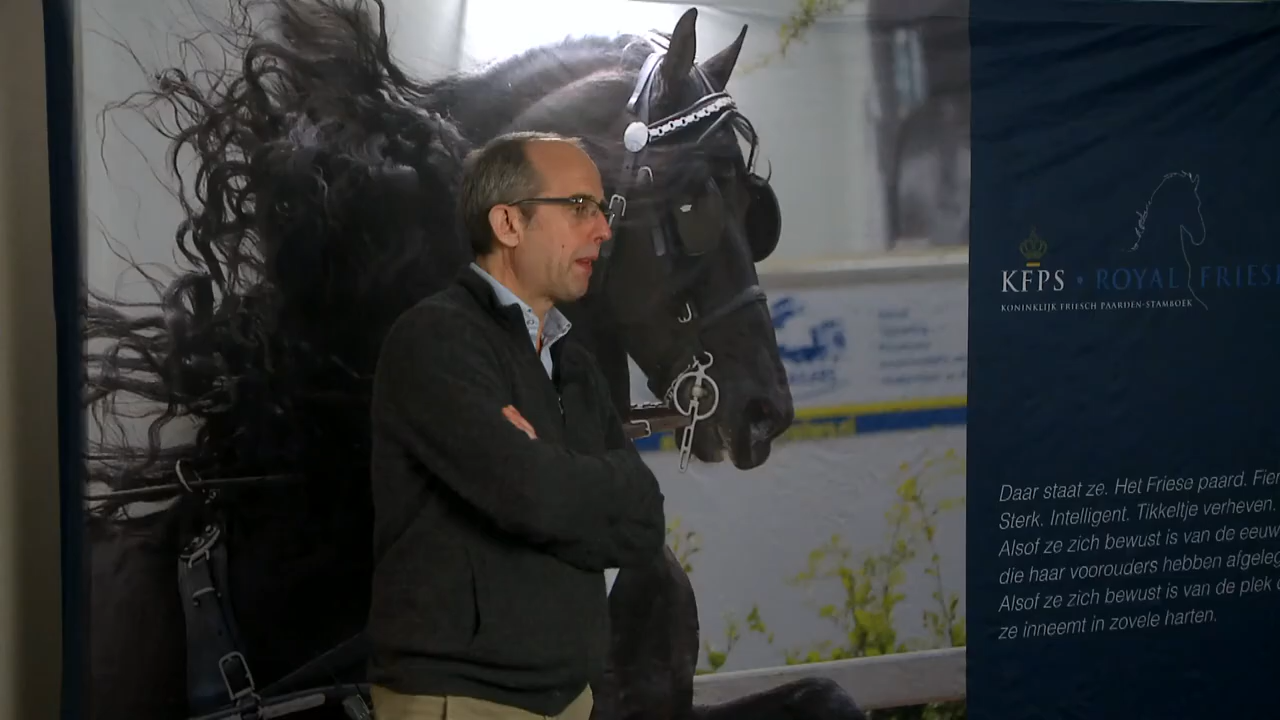 KFPS • ROYAL FRIES
KONINKLIJK FRIESCH PAARDEN-STAMBOEK
Daar staat ze. Het Friese paard. Fier
Sterk. Intelligent. Tikkeltje verheven.
Alsof ze zich bewust is van de eeuw
die haar voorouders hebben afgeleg
Alsof ze zich bewust is van de plek
ze inneemt in zovele harten.